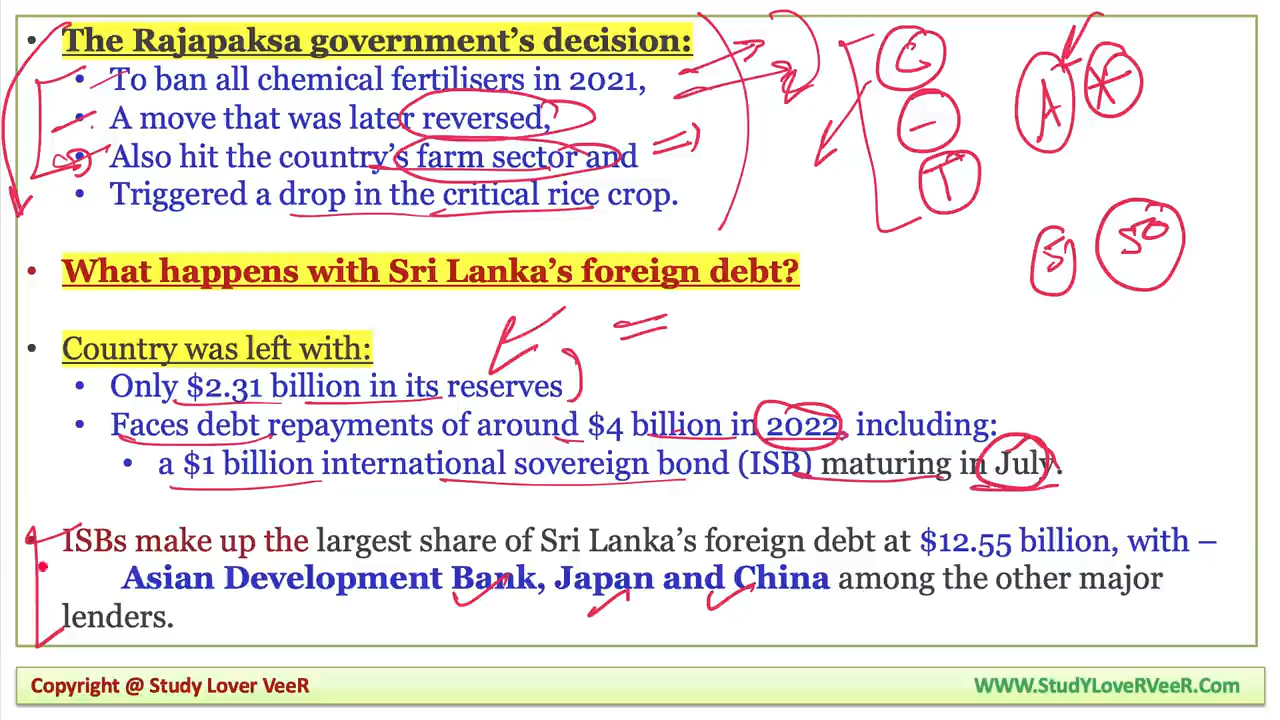 • The Rajapaksa government’s decision:
• To ban all chemical fertilisers in 2021,
• A move that was later reversed,
• Also hit the country’s farm sector and
• Triggered a drop in the critical rice crop.
G
–
T
A
5
50
• What happens with Sri Lanka’s foreign debt?
• Country was left with:
• Only $2.31 billion in its reserves
• Faces debt repayments of around $4 billion in 2022, including:
• a $1 billion international sovereign bond (ISB) maturing in July.
• ISBs make up the largest share of Sri Lanka’s foreign debt at $12.55 billion, with –
Asian Development Bank, Japan and China among the other major
lenders.
Copyright @ Study Lover VeeR
WWW.StudYLoveRVeeR.Com